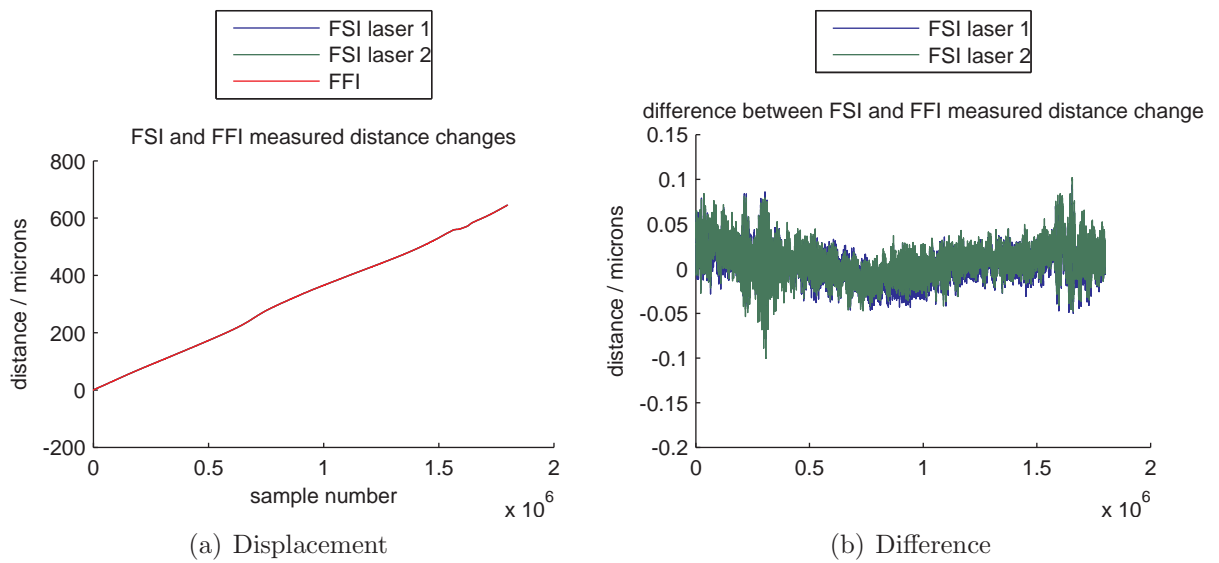 FSI laser 1
FSI laser 2
FFI
FSI and FFI measured distance changes
800
600
400
200
0
-200
distance / microns
0
0.5
1
1.5
2
sample number
x 10^6
(a) Displacement
FSI laser 1
FSI laser 2
difference between FSI and FFI measured distance change
0.15
0.1
0.05
0
-0.05
-0.1
-0.15
-0.2
distance / microns
0
0.5
1
1.5
2
x 10^6
(b) Difference